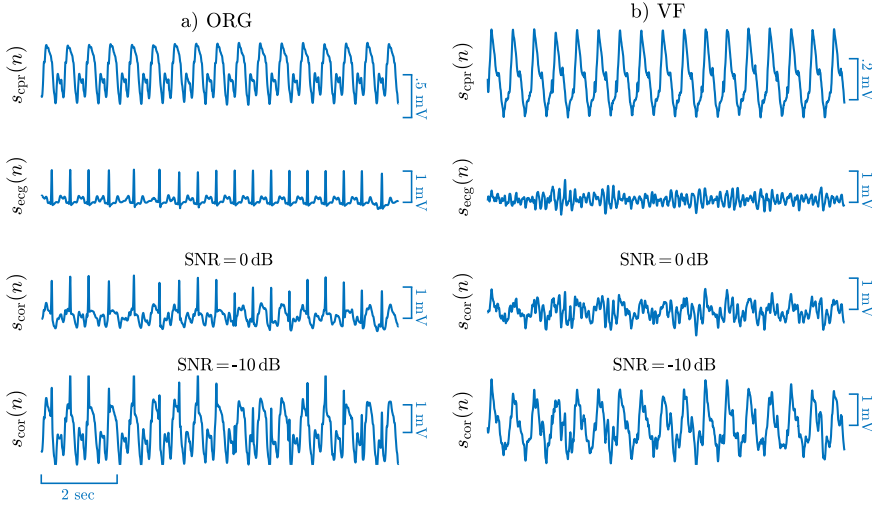 a) ORG
b) VF
s_cpr(n)
.5 mV
s_cpr(n)
.2 mV
s_ecg(n)
1 mV
s_ecg(n)
1 mV
SNR = 0 dB
SNR = 0 dB
s_cor(n)
1 mV
s_cor(n)
1 mV
SNR = -10 dB
SNR = -10 dB
s_cor(n)
1 mV
s_cor(n)
1 mV
2 sec